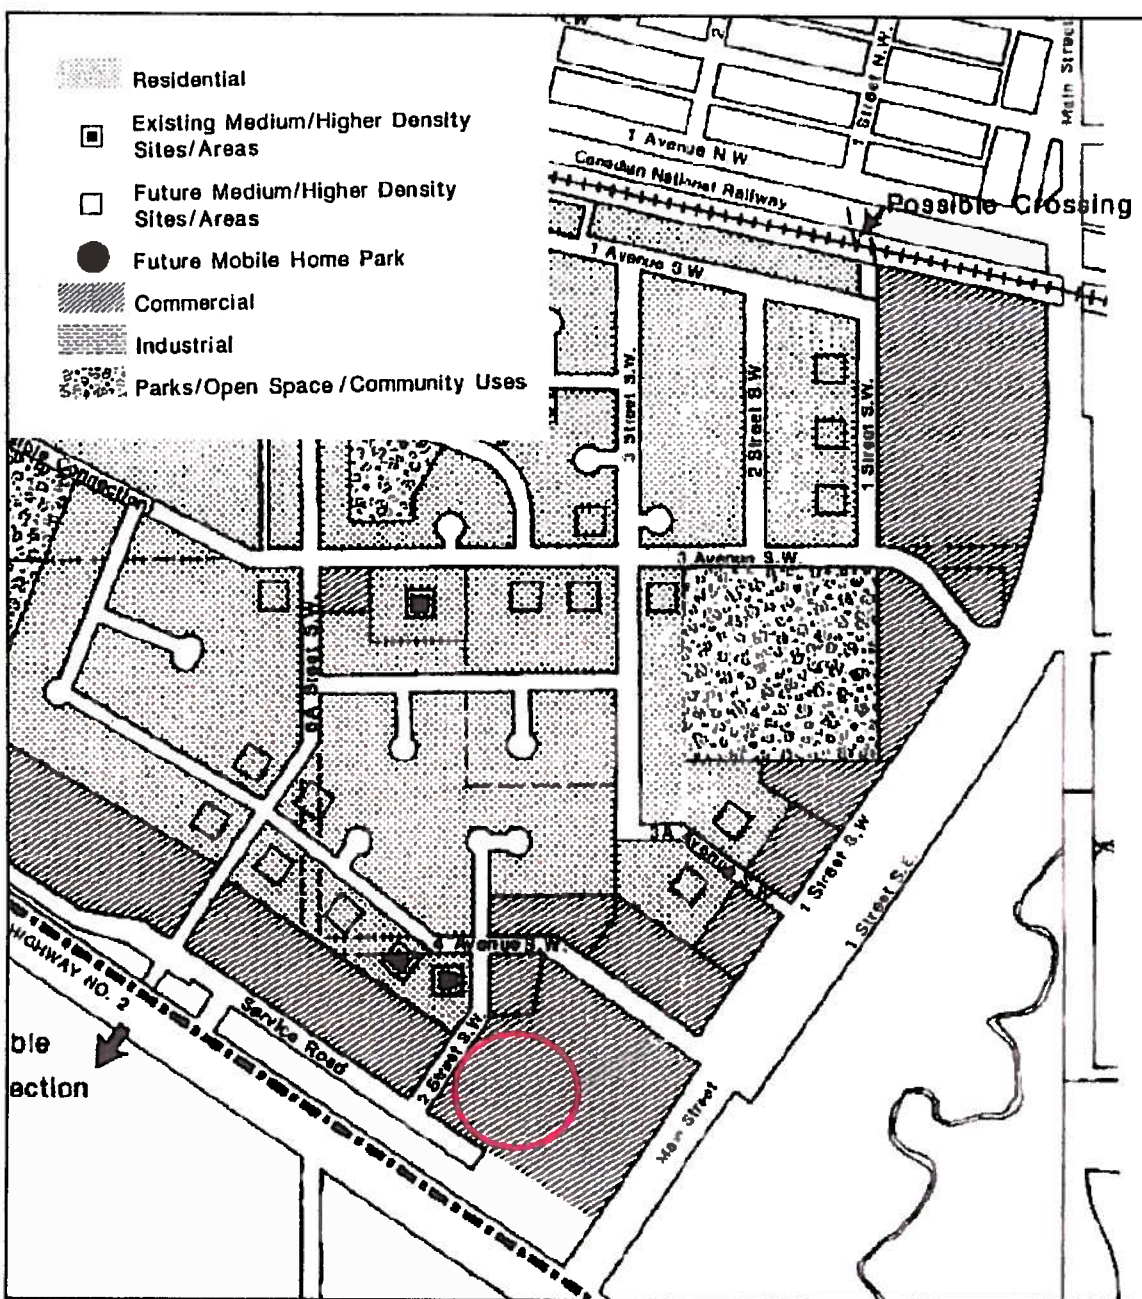 Residential
Existing Medium/Higher Density
Sites/Areas
Future Medium/Higher Density
Sites/Areas
Future Mobile Home Park
Commercial
Industrial
Parks/Open Space/Community Uses
N.W
2
1 Street N.W.
Main Street
1 Avenue N W
Canadian National Railway
Possible Crossing
1 Avenue S W
3 Street S.W.
2 Street S W
1 Street S.W.
Connection
3 Avenue S.W.
6A Street S.W.
3A Avenue
1 Street S.W
1 Street S.E.
4 Avenue S.W.
HIGHWAY NO. 2
Service Road
2 Street S.W.
Main Street
ble
ection